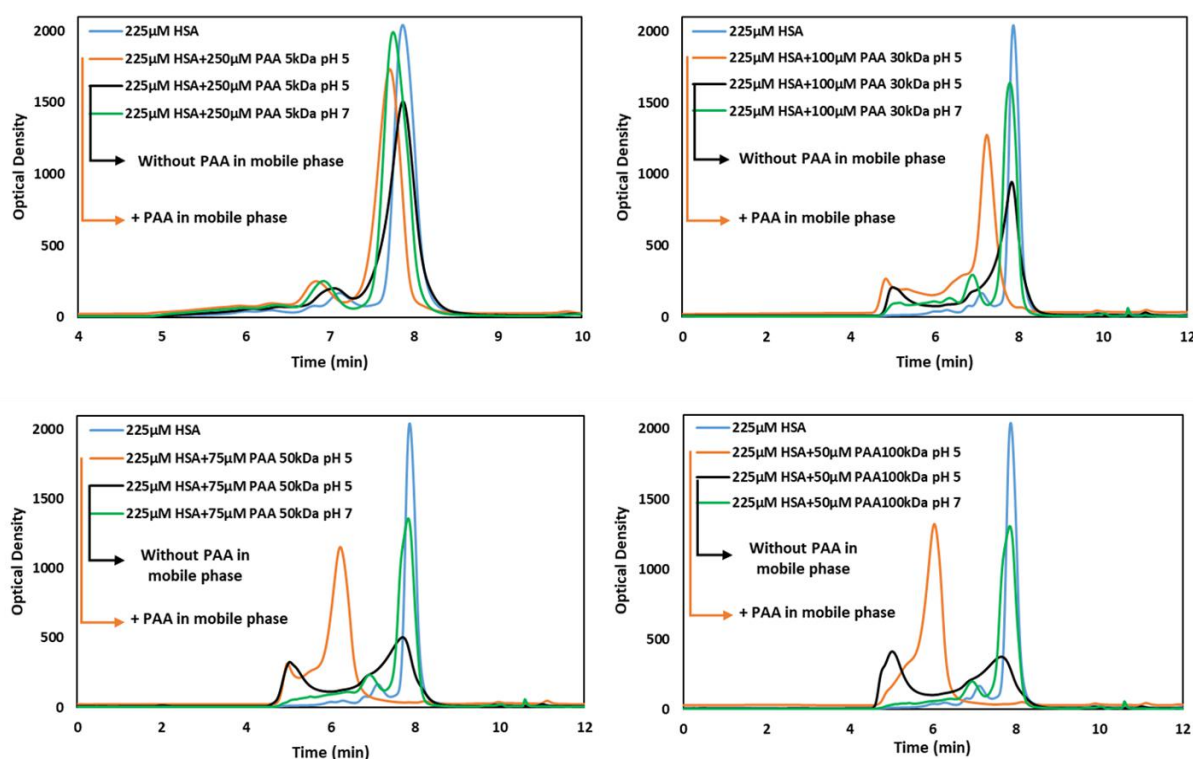 2000
1500
1000
500
0
Optical Density
225µM HSA
225µM HSA+250µM PAA 5kDa pH 5
225µM HSA+250µM PAA 5kDa pH 5
225µM HSA+250µM PAA 5kDa pH 7
Without PAA in mobile phase
+ PAA in mobile phase
4 5 6 7 8 9 10
Time (min)
2000
1500
1000
500
0
Optical Density
225µM HSA
225µM HSA+100µM PAA 30kDa pH 5
225µM HSA+100µM PAA 30kDa pH 5
225µM HSA+100µM PAA 30kDa pH 7
Without PAA in mobile phase
+ PAA in mobile phase
0 2 4 6 8 10 12
Time (min)
2000
1500
1000
500
0
Optical Density
225µM HSA
225µM HSA+75µM PAA 50kDa pH 5
225µM HSA+75µM PAA 50kDa pH 5
225µM HSA+75µM PAA 50kDa pH 7
Without PAA in
mobile phase
+ PAA in mobile phase
0 2 4 6 8 10 12
Time (min)
2000
1500
1000
500
0
Optical Density
225µM HSA
225µM HSA+50µM PAA100kDa pH 5
225µM HSA+50µM PAA100kDa pH 5
225µM HSA+50µM PAA100kDa pH 7
Without PAA in
mobile phase
+ PAA in mobile phase
0 2 4 6 8 10 12
Time (min)